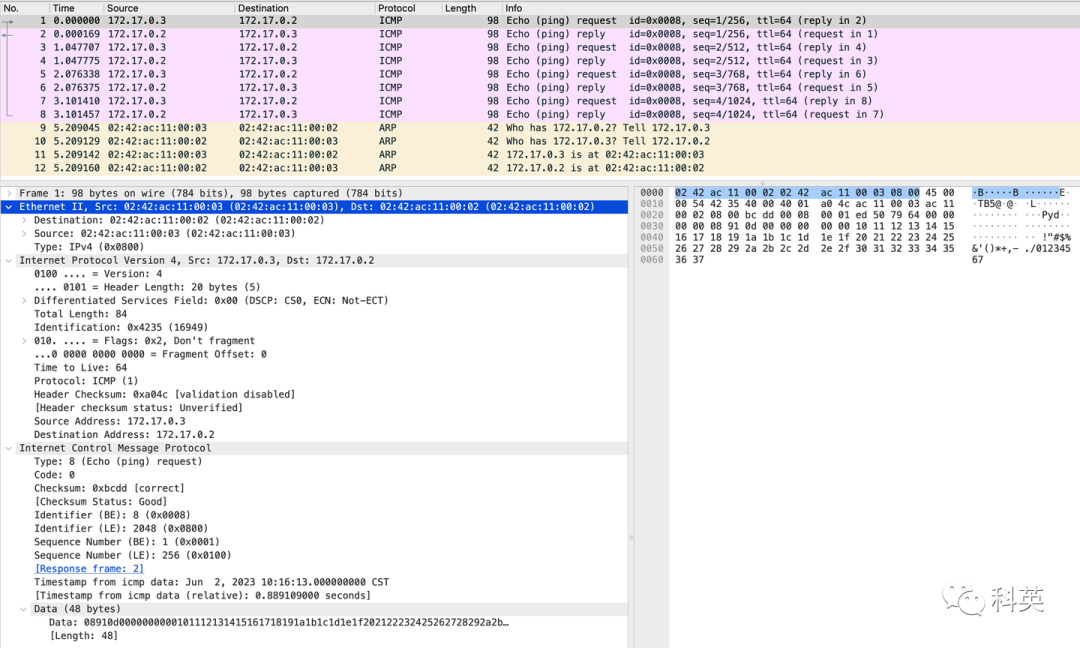 No. Time Source Destination Protocol Length Info
1 0.000000 172.17.0.3 172.17.0.2 ICMP 98 Echo (ping) request id=0x0008, seq=1/256, ttl=64 (reply in 2)
2 0.000169 172.17.0.2 172.17.0.3 ICMP 98 Echo (ping) reply id=0x0008, seq=1/256, ttl=64 (request in 1)
3 1.047707 172.17.0.3 172.17.0.2 ICMP 98 Echo (ping) request id=0x0008, seq=2/512, ttl=64 (reply in 4)
4 1.047775 172.17.0.2 172.17.0.3 ICMP 98 Echo (ping) reply id=0x0008, seq=2/512, ttl=64 (request in 3)
5 2.076338 172.17.0.3 172.17.0.2 ICMP 98 Echo (ping) request id=0x0008, seq=3/768, ttl=64 (reply in 6)
6 2.076375 172.17.0.2 172.17.0.3 ICMP 98 Echo (ping) reply id=0x0008, seq=3/768, ttl=64 (request in 5)
7 3.101410 172.17.0.3 172.17.0.2 ICMP 98 Echo (ping) request id=0x0008, seq=4/1024, ttl=64 (reply in 8)
8 3.101457 172.17.0.2 172.17.0.3 ICMP 98 Echo (ping) reply id=0x0008, seq=4/1024, ttl=64 (request in 7)
9 5.209045 02:42:ac:11:00:03 02:42:ac:11:00:02 ARP 42 Who has 172.17.0.2? Tell 172.17.0.3
10 5.209129 02:42:ac:11:00:02 02:42:ac:11:00:03 ARP 42 Who has 172.17.0.3? Tell 172.17.0.2
11 5.209142 02:42:ac:11:00:03 02:42:ac:11:00:02 ARP 42 172.17.0.3 is at 02:42:ac:11:00:03
12 5.209160 02:42:ac:11:00:02 02:42:ac:11:00:03 ARP 42 172.17.0.2 is at 02:42:ac:11:00:02
Frame 1: 98 bytes on wire (784 bits), 98 bytes captured (784 bits)
Ethernet II, Src: 02:42:ac:11:00:03 (02:42:ac:11:00:03), Dst: 02:42:ac:11:00:02 (02:42:ac:11:00:02)
Destination: 02:42:ac:11:00:02 (02:42:ac:11:00:02)
Source: 02:42:ac:11:00:03 (02:42:ac:11:00:03)
Type: IPv4 (0x0800)
Internet Protocol Version 4, Src: 172.17.0.3, Dst: 172.17.0.2
0100 .... = Version: 4
.... 0101 = Header Length: 20 bytes (5)
Differentiated Services Field: 0x00 (DSCP: CS0, ECN: Not-ECT)
Total Length: 84
Identification: 0x4235 (16949)
010. .... = Flags: 0x2, Don't fragment
...0 0000 0000 0000 = Fragment Offset: 0
Time to Live: 64
Protocol: ICMP (1)
Header Checksum: 0xa04c [validation disabled]
[Header checksum status: Unverified]
Source Address: 172.17.0.3
Destination Address: 172.17.0.2
Internet Control Message Protocol
Type: 8 (Echo (ping) request)
Code: 0
Checksum: 0xbcdd [correct]
[Checksum Status: Good]
Identifier (BE): 8 (0x0008)
Identifier (LE): 2048 (0x0800)
Sequence Number (BE): 1 (0x0001)
Sequence Number (LE): 256 (0x0100)
[Response frame: 2]
Timestamp from icmp data: Jun 2, 2023 10:16:13.000000000 CST
[Timestamp from icmp data (relative): 0.889109000 seconds]
Data (48 bytes)
Data: 08910d0000000000101112131415161718191a1b1c1d1e1f202122232425262728292a2b…
[Length: 48]
0000 02 42 ac 11 00 02 02 42 ac 11 00 03 08 00 45 00 ·B·····B ······E·
0010 00 54 42 35 40 00 40 01 a0 4c ac 11 00 03 ac 11 ·TB5@·@· ·L······
0020 00 02 08 00 bc dd 00 08 00 01 ed 50 79 64 00 00 ········ ···Pyd··
0030 00 00 08 91 0d 00 00 00 00 00 10 11 12 13 14 15 ········ ········
0040 16 17 18 19 1a 1b 1c 1d 1e 1f 20 21 22 23 24 25 ········ ·· !"#$%
0050 26 27 28 29 2a 2b 2c 2d 2e 2f 30 31 32 33 34 35 &'()*+,- ./012345
0060 36 37 67
科英